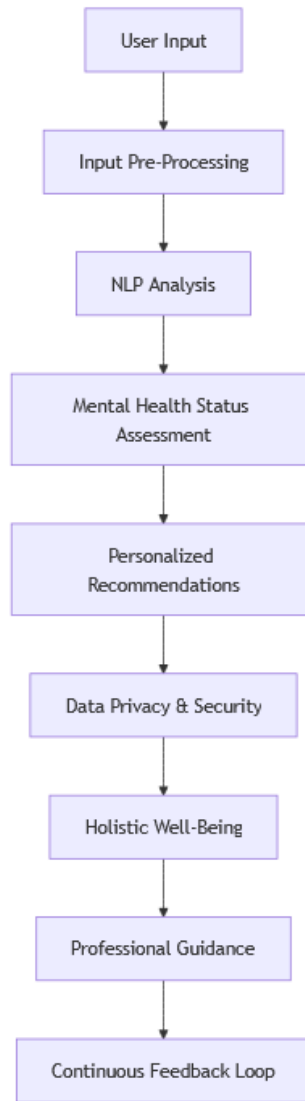 User Input
Input Pre-Processing
NLP Analysis
Mental Health Status
Assessment
Personalized
Recommendations
Data Privacy & Security
Holistic Well-Being
Professional Guidance
Continuous Feedback Loop